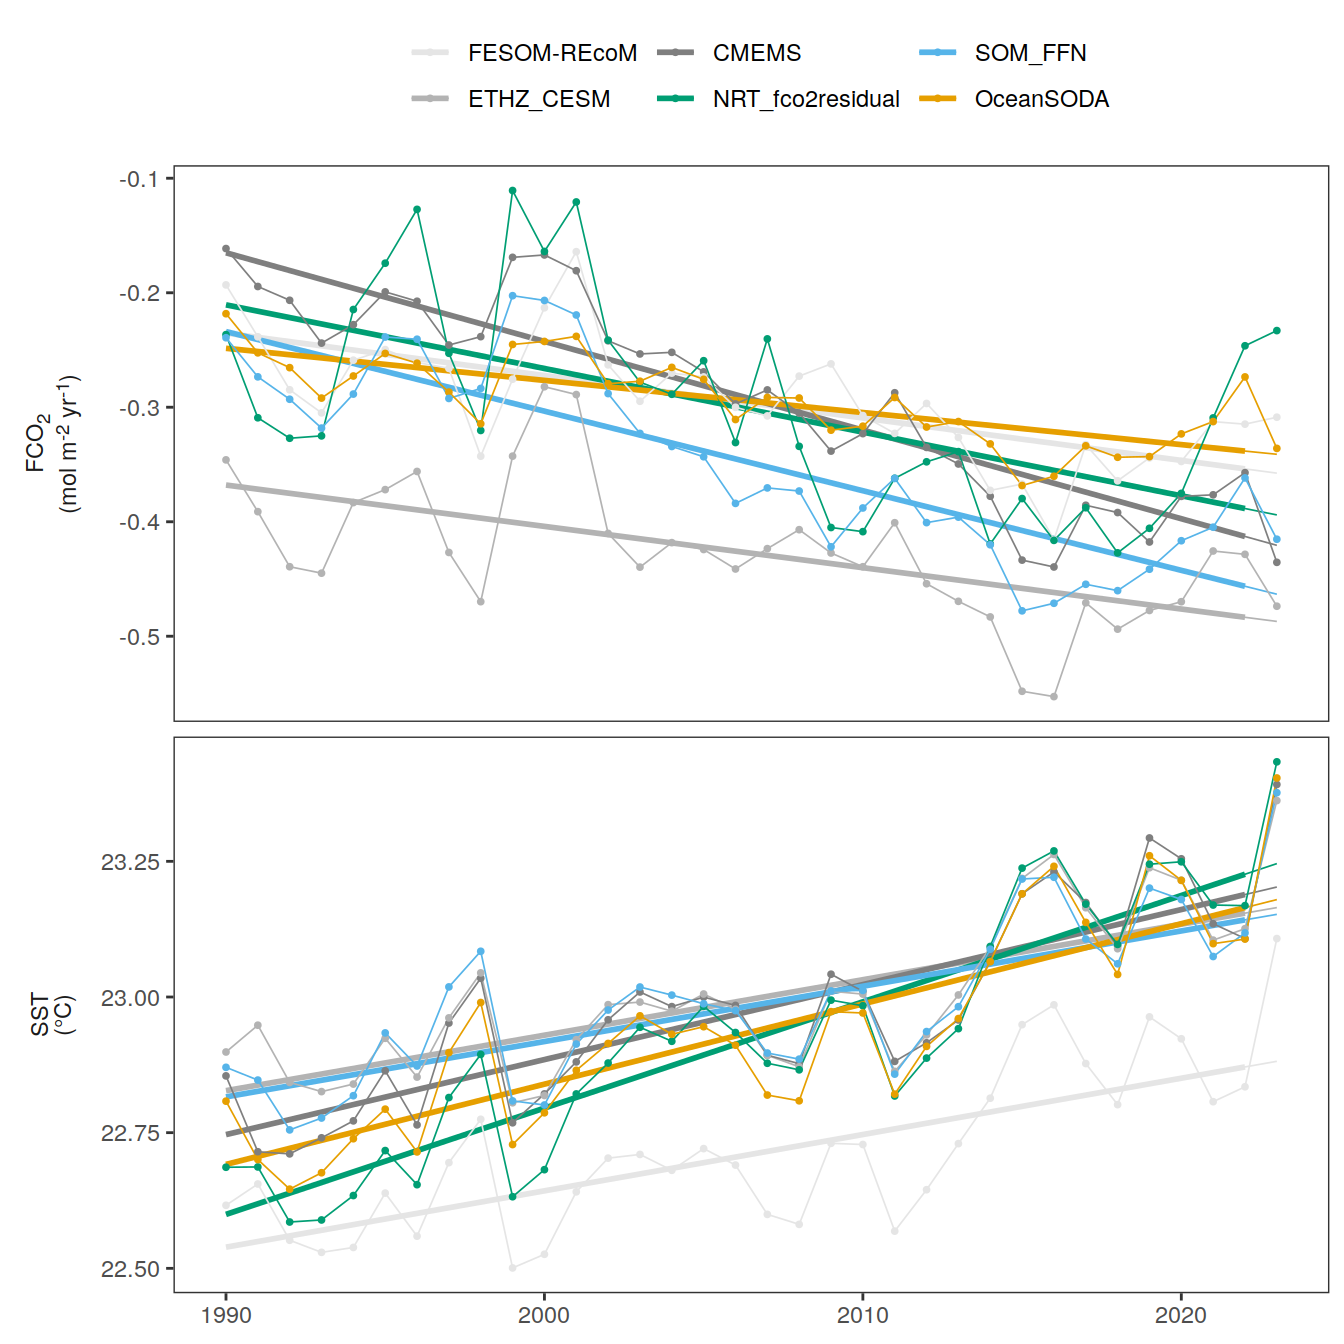 FESOM-REcoM CMEMS SOM_FFN
ETHZ_CESM NRT_fco2residual OceanSODA
-0.1
-0.2
-0.3
-0.4
-0.5
FCO₂
(mol m⁻² yr⁻¹)
23.25
23.00
22.75
22.50
SST
(°C)
1990 2000 2010 2020